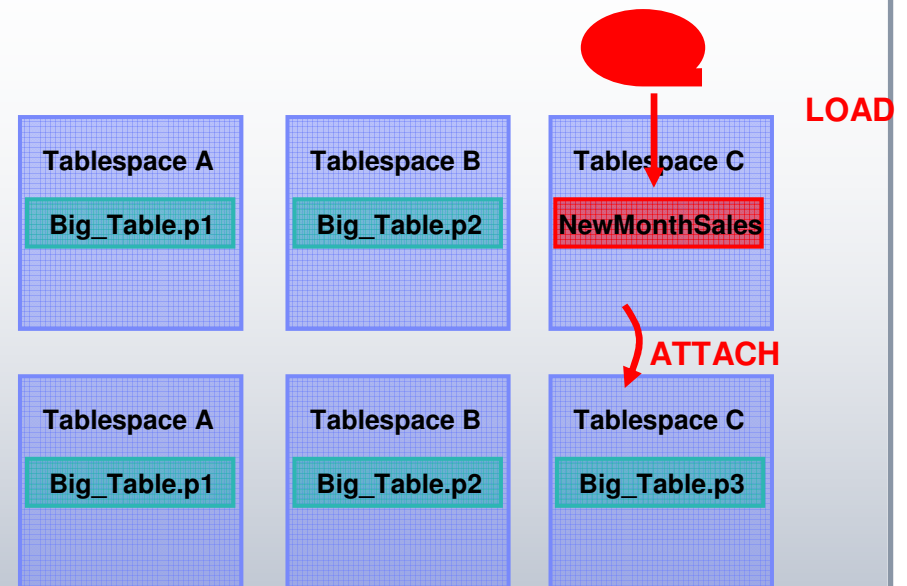 LOAD
Tablespace A
Tablespace B
Tablespace C
Big_Table.p1
Big_Table.p2
NewMonthSales
ATTACH
Tablespace A
Tablespace B
Tablespace C
Big_Table.p1
Big_Table.p2
Big_Table.p3